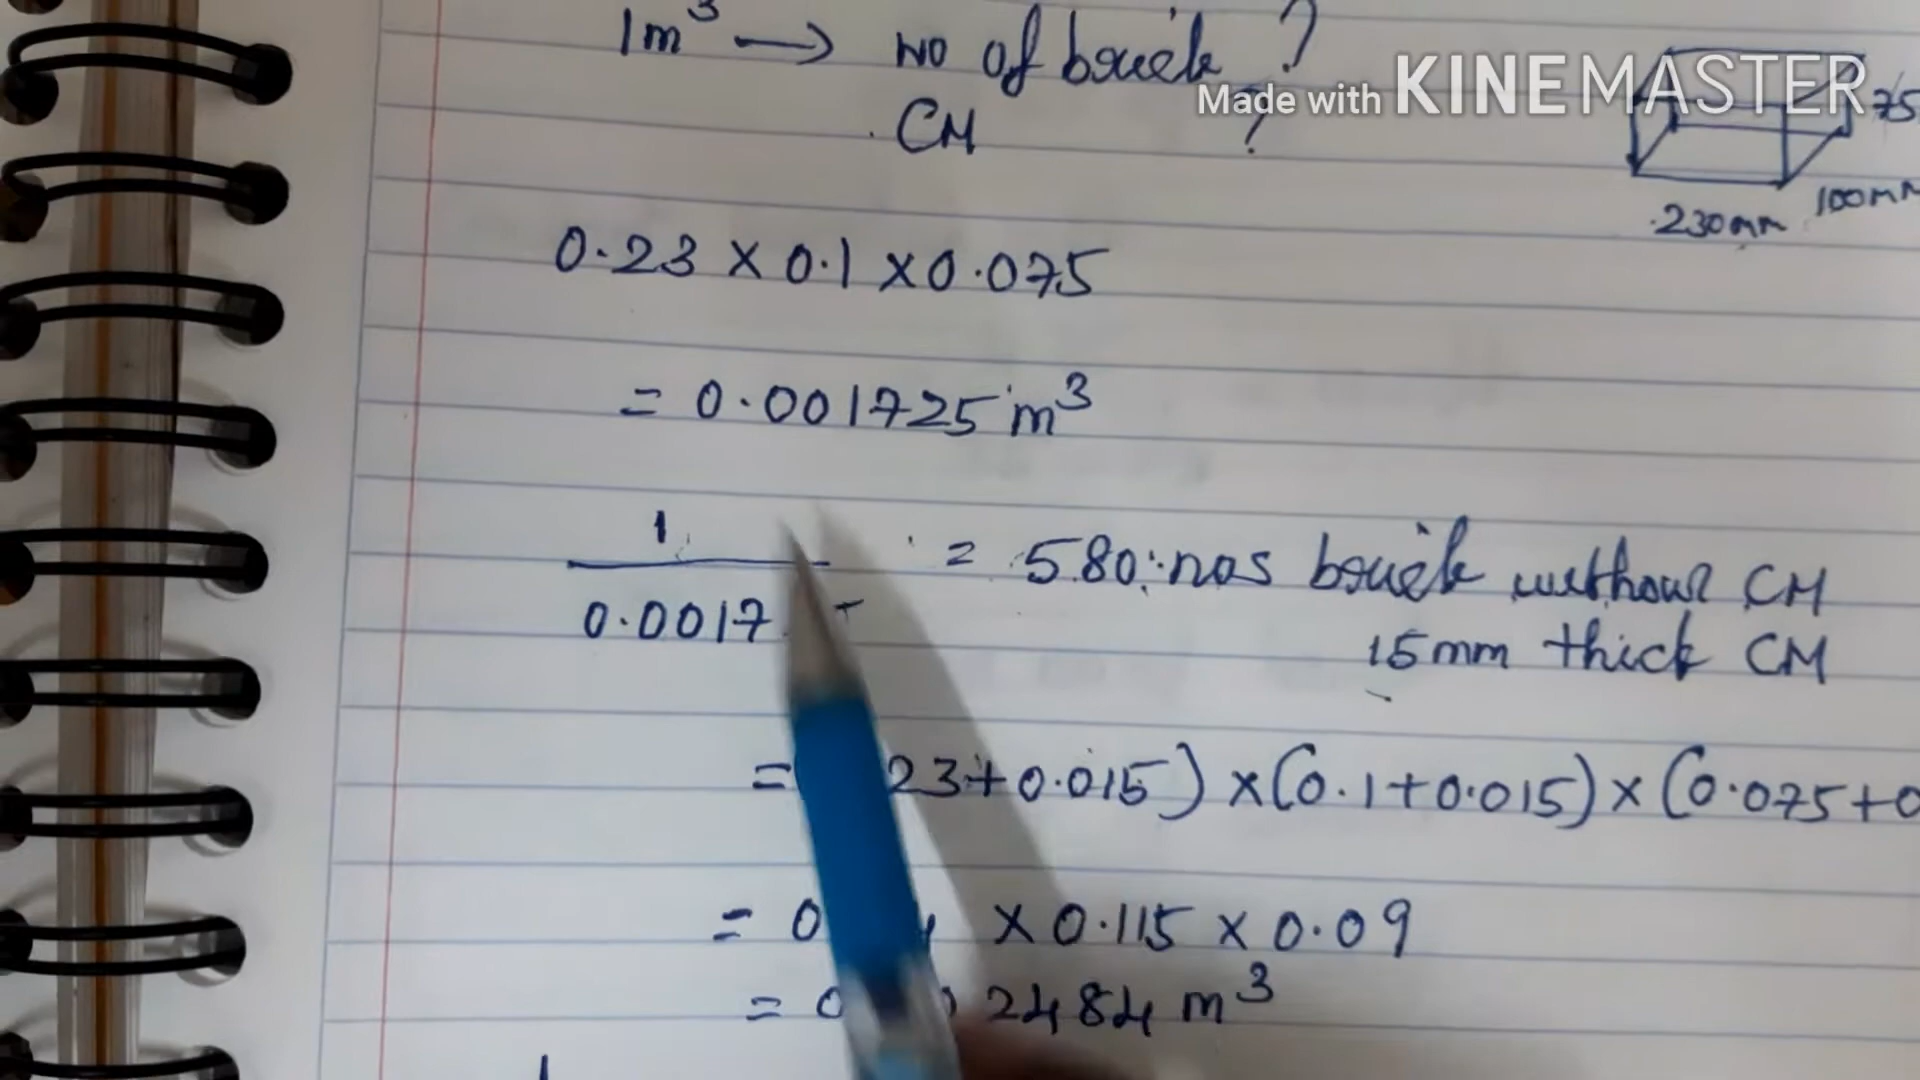 1m³ → no of brick ?
Made with KINEMASTER
CM ?
75
230mm 100mm
0.23 × 0.1 × 0.075
= 0.001725 m³
1
0.0017
= 580 nos brick without CM
15mm thick CM
= 23+0.015) × (0.1+0.015) × (0.075+0
= 0 × 0.115 × 0.09
= 0 2484 m³